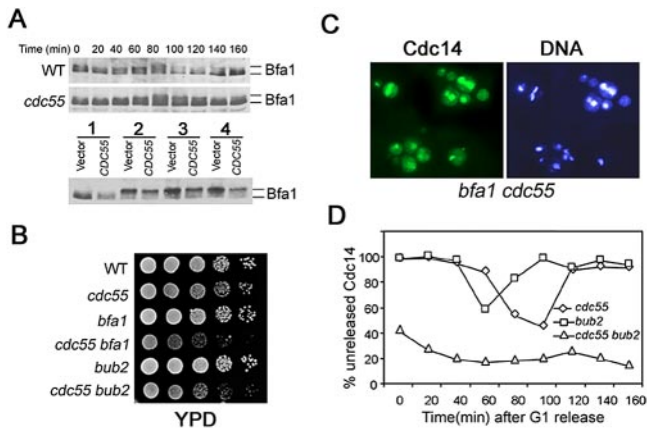 A
Time (min) 0 20 40 60 80 100 120 140 160
WT Bfa1
cdc55 Bfa1
1 2 3 4
Vector CDC55 Vector CDC55 Vector CDC55 Vector CDC55
Bfa1
B
WT
cdc55
bfa1
cdc55 bfa1
bub2
cdc55 bub2
YPD
C
Cdc14 DNA
bfa1 cdc55
D
% unreleased Cdc14
100
80
60
40
20
0
cdc55
bub2
cdc55 bub2
0 20 40 60 80 100 120 140 160
Time(min) after G1 release